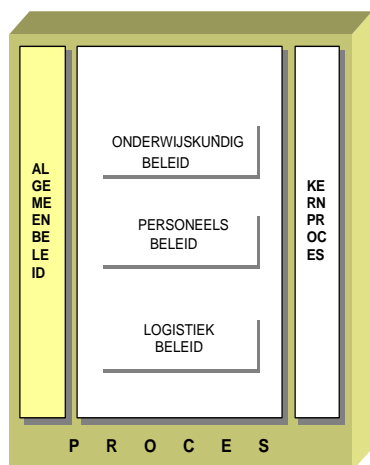 AL
GE
ME
EN
BE
LE
ID
ONDERWIJSKUNDIG
BELEID
PERSONEELS
BELEID
LOGISTIEK
BELEID
KE
RN
PR
OC
ES
P R O C E S